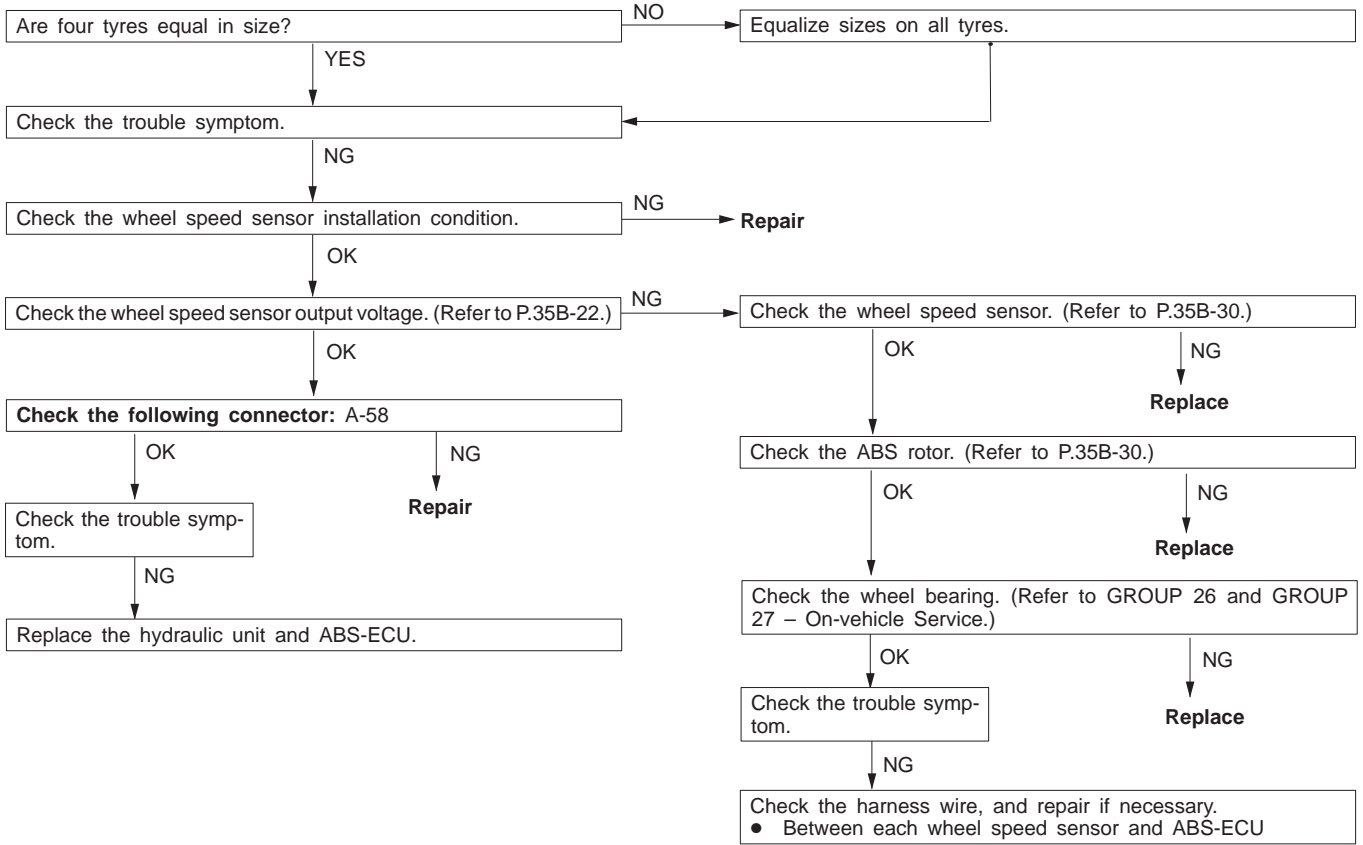 Are four tyres equal in size?
NO
Equalize sizes on all tyres.
YES
Check the trouble symptom.
NG
Check the wheel speed sensor installation condition.
NG
Repair
OK
Check the wheel speed sensor output voltage. (Refer to P.35B-22.)
NG
Check the wheel speed sensor. (Refer to P.35B-30.)
OK
OK
NG
Replace
Check the following connector: A-58
OK
NG
Repair
Check the ABS rotor. (Refer to P.35B-30.)
OK
NG
Replace
Check the trouble symp-
tom.
NG
Replace the hydraulic unit and ABS-ECU.
Check the wheel bearing. (Refer to GROUP 26 and GROUP
27 – On-vehicle Service.)
OK
NG
Replace
Check the trouble symp-
tom.
NG
Check the harness wire, and repair if necessary.
● Between each wheel speed sensor and ABS-ECU